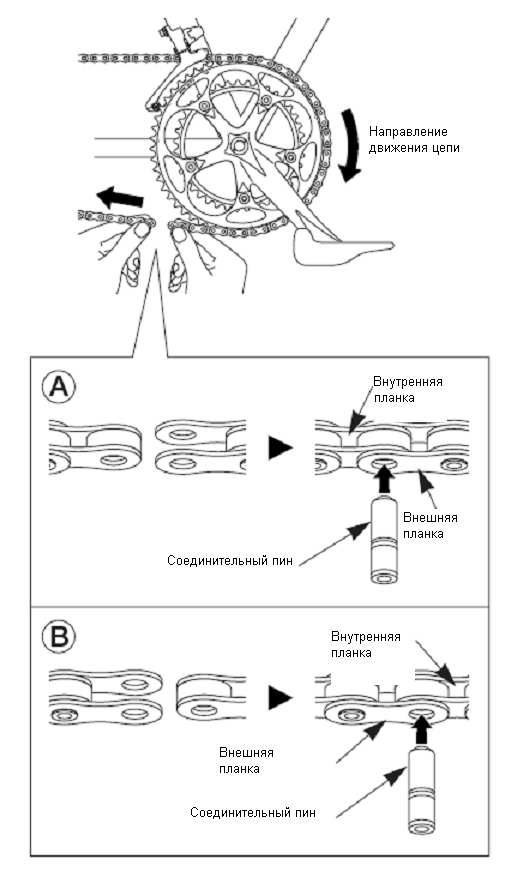 Направление
движения цепи
A
Внутренняя
планка
Внешняя
планка
Соединительный пин
B
Внутренняя
планка
Внешняя
планка
Соединительный пин